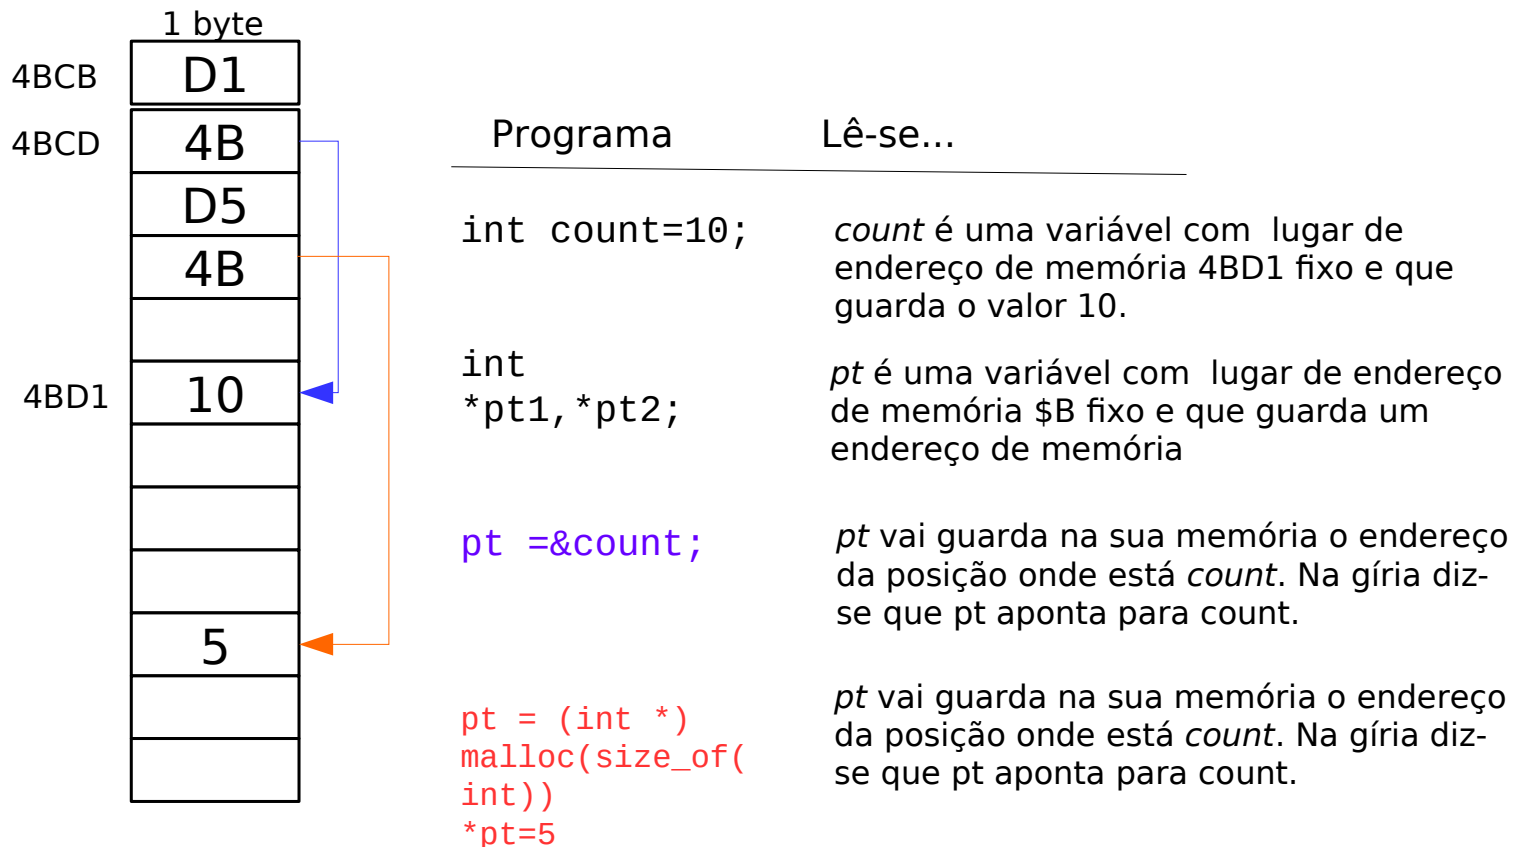 1 byte
4BCB
D1
4BCD
4B
D5
4B
4BD1
10
5
Programa Lê-se...
int count=10;
count é uma variável com lugar de
endereço de memória 4BD1 fixo e que
guarda o valor 10.
int
*pt1,*pt2;
pt é uma variável com lugar de endereço
de memória $B fixo e que guarda um
endereço de memória
pt =&count;
pt vai guarda na sua memória o endereço
da posição onde está count. Na gíria diz-
se que pt aponta para count.
pt = (int *)
malloc(size_of(
int))
*pt=5
pt vai guarda na sua memória o endereço
da posição onde está count. Na gíria diz-
se que pt aponta para count.